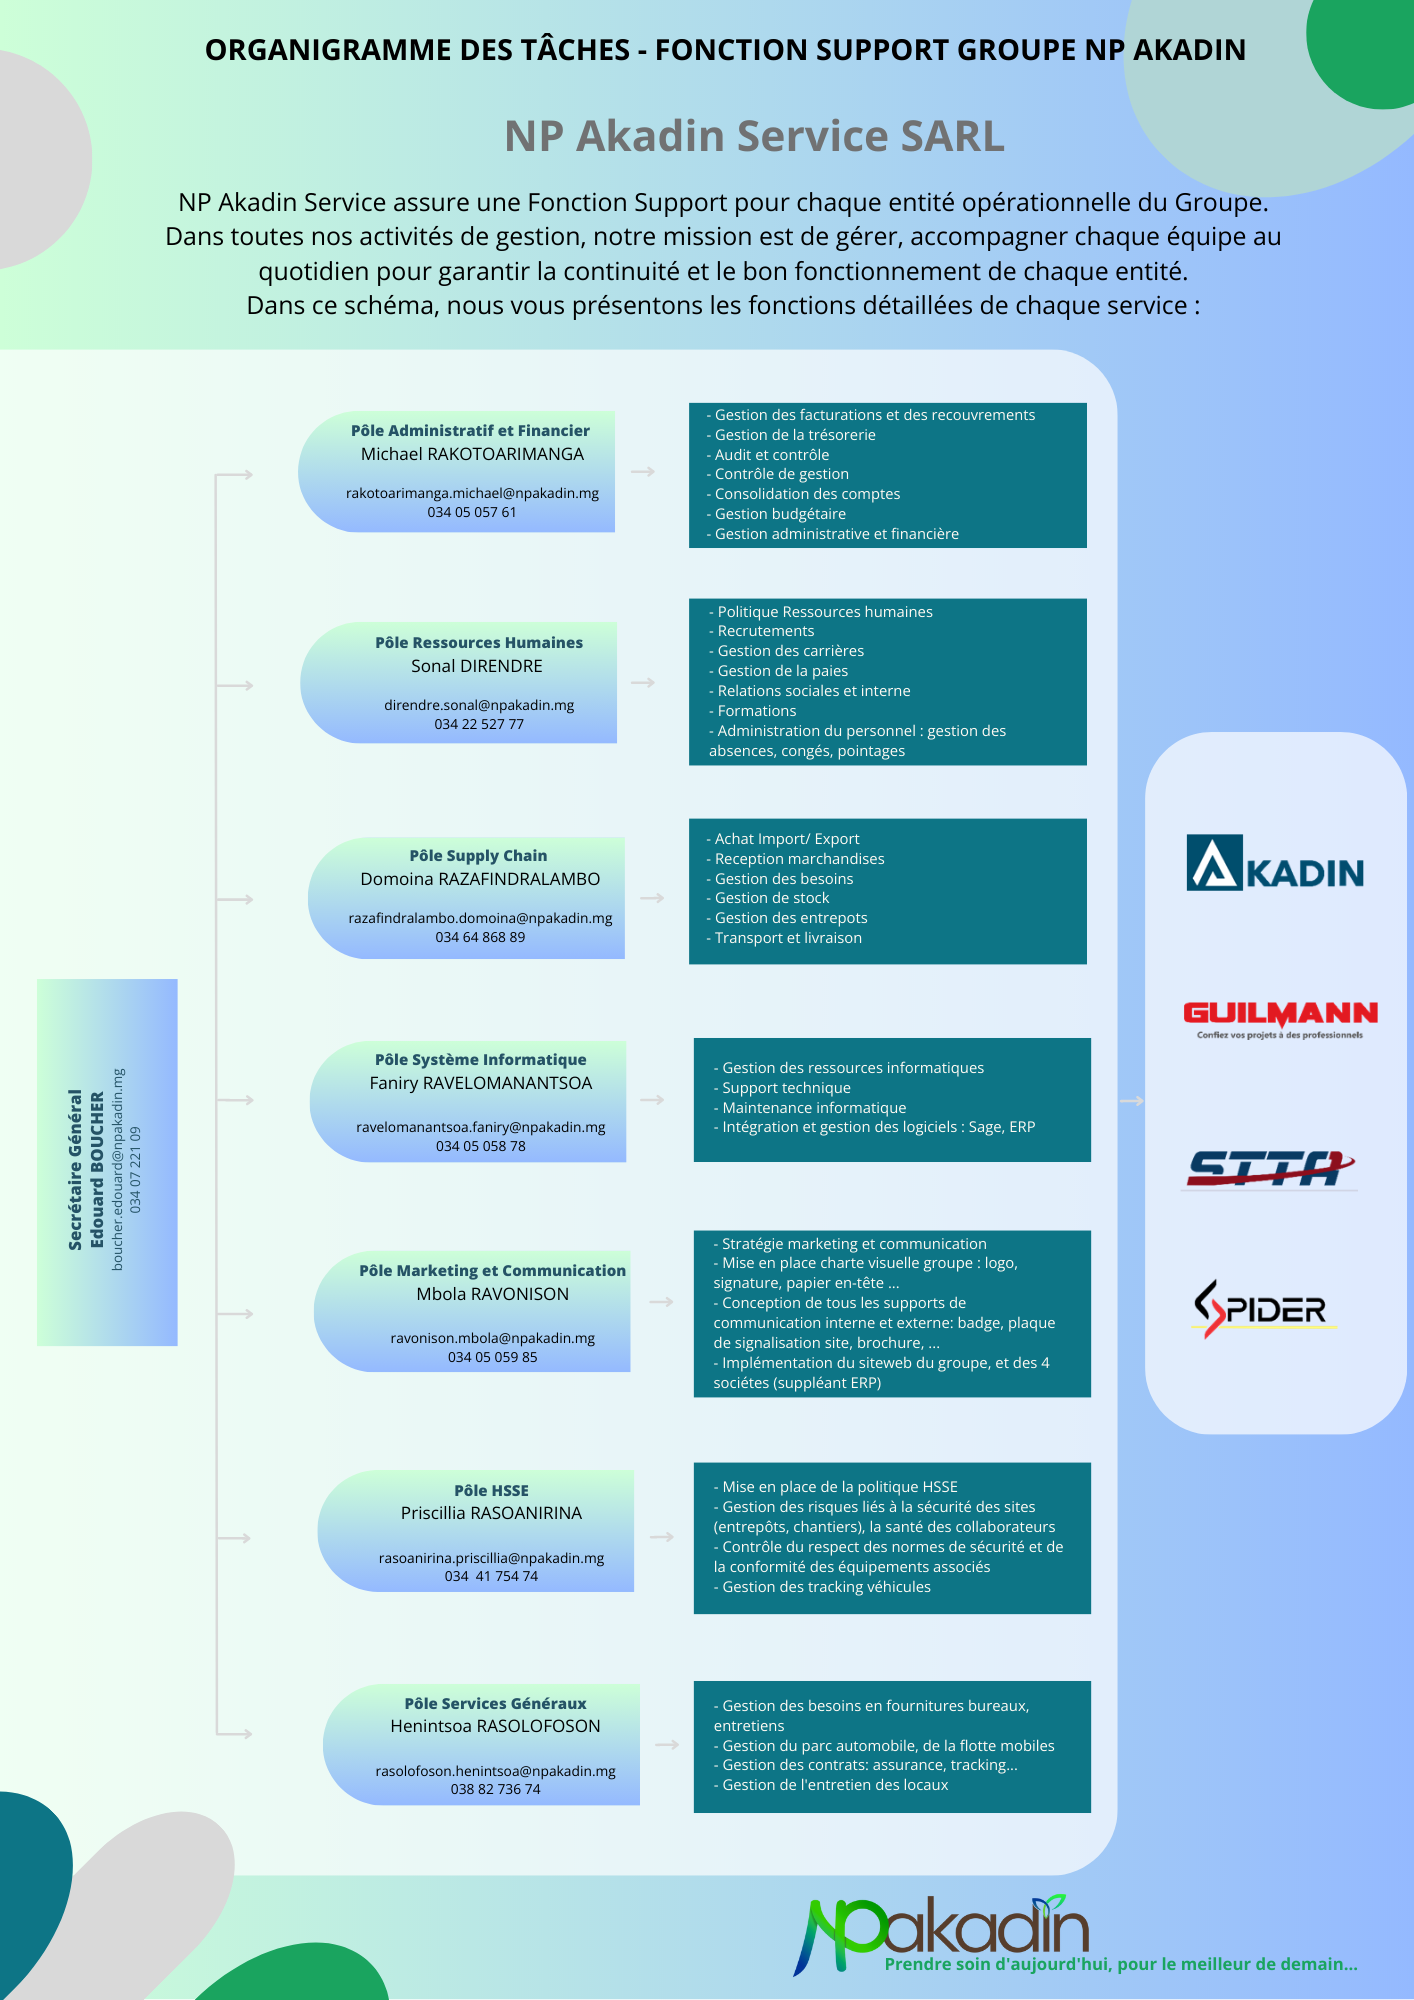 ORGANIGRAMME DES TÂCHES - FONCTION SUPPORT GROUPE NP AKADIN
NP Akadin Service SARL
NP Akadin Service assure une Fonction Support pour chaque entité opérationnelle du Groupe.
Dans toutes nos activités de gestion, notre mission est de gérer, accompagner chaque équipe au
quotidien pour garantir la continuité et le bon fonctionnement de chaque entité.
Dans ce schéma, nous vous présentons les fonctions détaillées de chaque service :
Secrétaire Général
Edouard BOUCHER
boucher.edouard@npakadin.mg
034 07 221 09
Pôle Administratif et Financier
Michael RAKOTOARIMANGA
rakotoarimanga.michael@npakadin.mg
034 05 057 61
- Gestion des facturations et des recouvrements
- Gestion de la trésorerie
- Audit et contrôle
- Contrôle de gestion
- Consolidation des comptes
- Gestion budgétaire
- Gestion administrative et financière
Pôle Ressources Humaines
Sonal DIRENDRE
direndre.sonal@npakadin.mg
034 22 527 77
- Politique Ressources humaines
- Recrutements
- Gestion des carrières
- Gestion de la paies
- Relations sociales et interne
- Formations
- Administration du personnel : gestion des
absences, congés, pointages
Pôle Supply Chain
Domoina RAZAFINDRALAMBO
razafindralambo.domoina@npakadin.mg
034 64 868 89
- Achat Import/ Export
- Reception marchandises
- Gestion des besoins
- Gestion de stock
- Gestion des entrepots
- Transport et livraison
Pôle Système Informatique
Faniry RAVELOMANANTSOA
ravelomanantsoa.faniry@npakadin.mg
034 05 058 78
- Gestion des ressources informatiques
- Support technique
- Maintenance informatique
- Intégration et gestion des logiciels : Sage, ERP
Pôle Marketing et Communication
Mbola RAVONISON
ravonison.mbola@npakadin.mg
034 05 059 85
- Stratégie marketing et communication
- Mise en place charte visuelle groupe : logo,
signature, papier en-tête ...
- Conception de tous les supports de
communication interne et externe: badge, plaque
de signalisation site, brochure, ...
- Implémentation du siteweb du groupe, et des 4
sociétes (suppléant ERP)
Pôle HSSE
Priscillia RASOANIRINA
rasoanirina.priscillia@npakadin.mg
034  41 754 74
- Mise en place de la politique HSSE
- Gestion des risques liés à la sécurité des sites
(entrepôts, chantiers), la santé des collaborateurs
- Contrôle du respect des normes de sécurité et de
la conformité des équipements associés
- Gestion des tracking véhicules
Pôle Services Généraux
Henintsoa RASOLOFOSON
rasolofoson.henintsoa@npakadin.mg
038 82 736 74
- Gestion des besoins en fournitures bureaux,
entretiens
- Gestion du parc automobile, de la flotte mobiles
- Gestion des contrats: assurance, tracking...
- Gestion de l'entretien des locaux
AKADIN
GUILMANN
Confiez vos projets à des professionnels
STTA
SPIDER
NPakadin
Prendre soin d'aujourd'hui, pour le meilleur de demain...